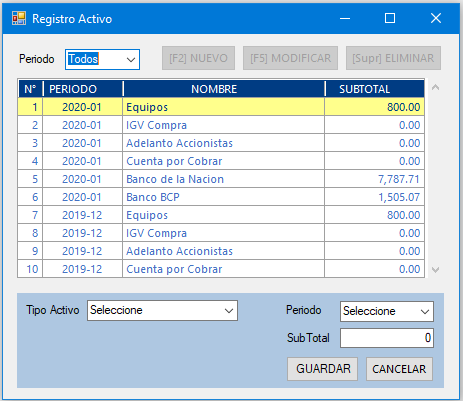 Registro Activo
Periodo Todos [F2] NUEVO [F5] MODIFICAR [Supr] ELIMINAR
N° PERIODO NOMBRE SUBTOTAL
1 2020-01 Equipos 800.00
2 2020-01 IGV Compra 0.00
3 2020-01 Adelanto Accionistas 0.00
4 2020-01 Cuenta por Cobrar 0.00
5 2020-01 Banco de la Nacion 7,787.71
6 2020-01 Banco BCP 1,505.07
7 2019-12 Equipos 800.00
8 2019-12 IGV Compra 0.00
9 2019-12 Adelanto Accionistas 0.00
10 2019-12 Cuenta por Cobrar 0.00
Tipo Activo Seleccione Periodo Seleccione
SubTotal 0
GUARDAR CANCELAR